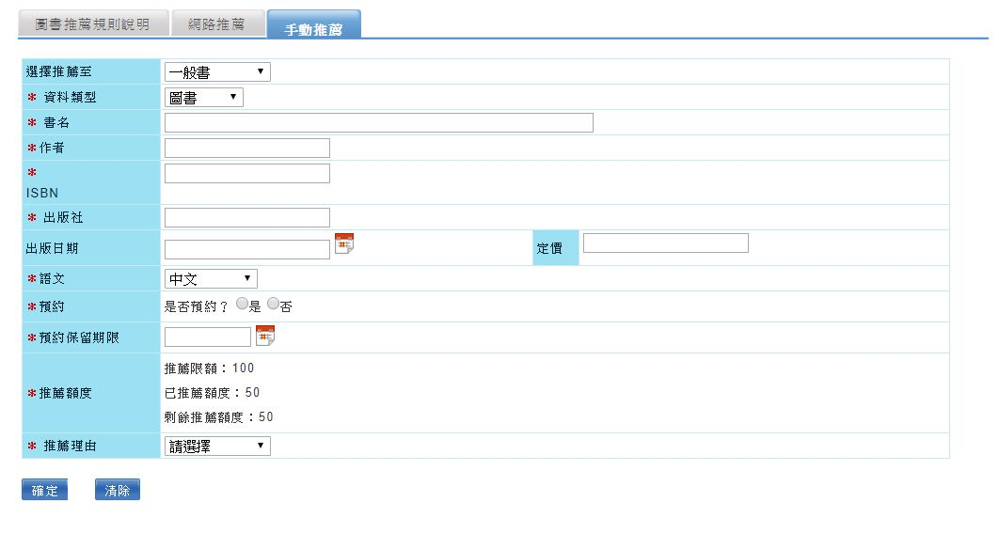 圖書推薦規則說明 網路推薦 手動推薦
選擇推薦至 一般書
* 資料類型 圖書
* 書名
*作者
*
ISBN
* 出版社
出版日期 定價
*語文 中文
*預約 是否預約？ 是 否
*預約保留期限
推薦限額：100
*推薦額度 已推薦額度：50
剩餘推薦額度：50
* 推薦理由 請選擇
確定 清除